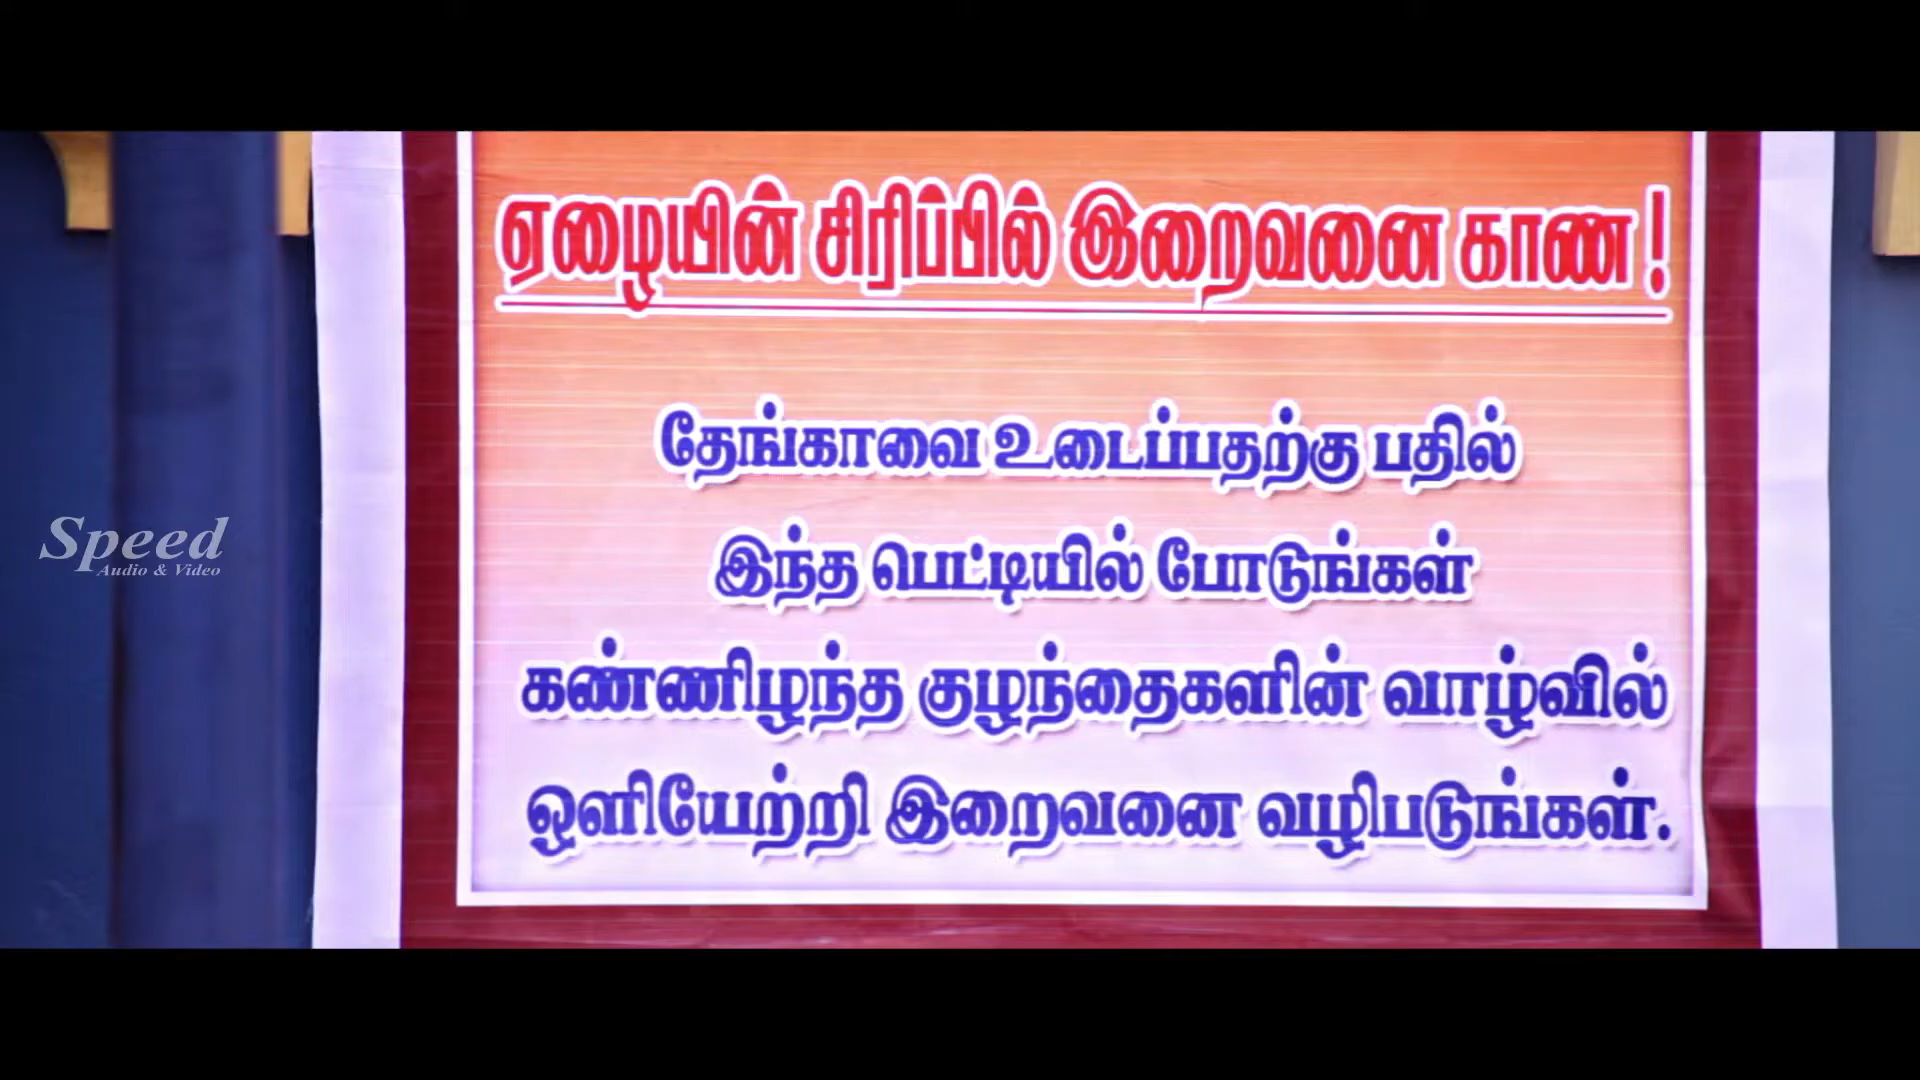 ஏழையின் சிரிப்பில் இறைவனை காண !
தேங்காவை உடைப்பதற்கு பதில்
இந்த பெட்டியில் போடுங்கள்
கண்ணிழந்த குழந்தைகளின் வாழ்வில்
ஒளியேற்றி இறைவனை வழிபடுங்கள்.
Speed
Audio & Video